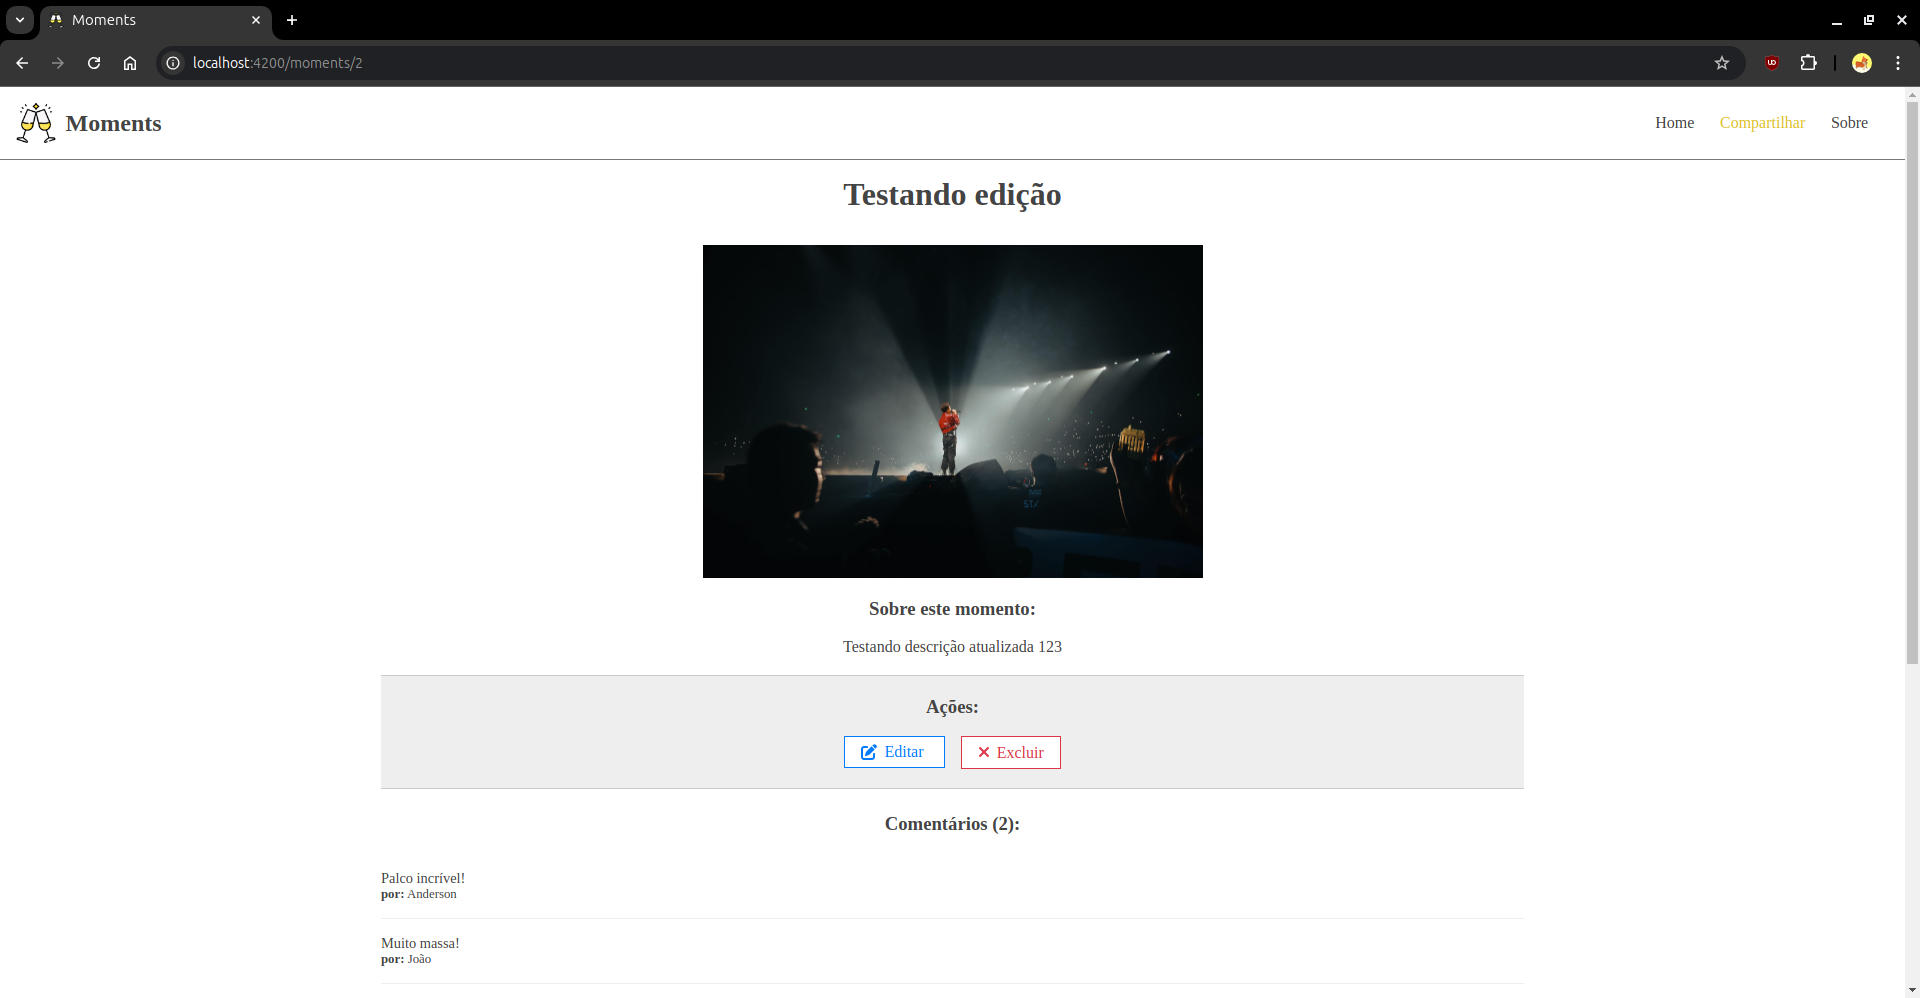 Moments
localhost:4200/moments/2
Moments
Home Compartilhar Sobre
Testando edição
Sobre este momento:
Testando descrição atualizada 123
Ações:
Editar Excluir
Comentários (2):
Palco incrível!
por: Anderson
Muito massa!
por: João